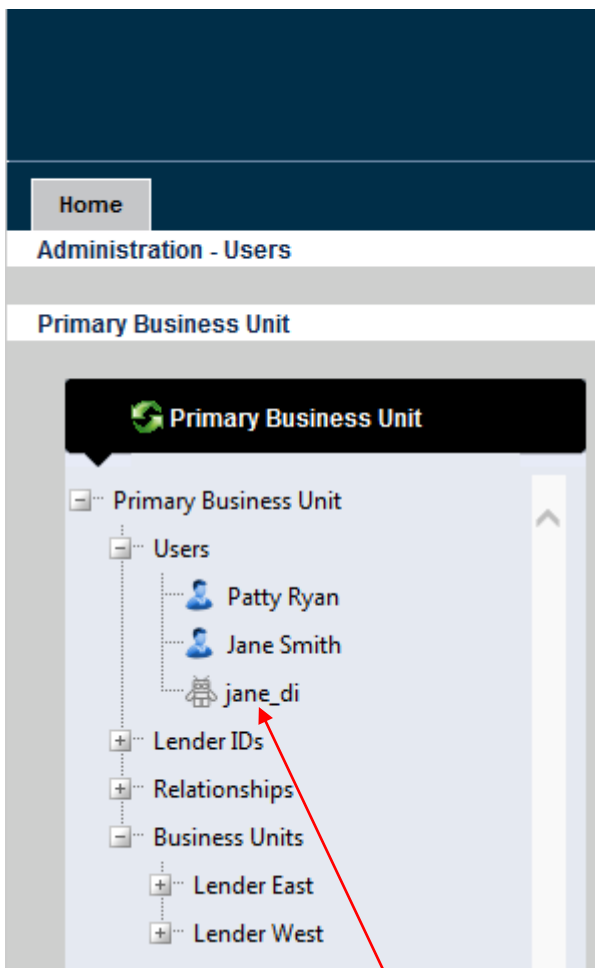 Home
Administration - Users
Primary Business Unit
Primary Business Unit
Primary Business Unit
Users
Patty Ryan
Jane Smith
jane_di
Lender IDs
Relationships
Business Units
Lender East
Lender West